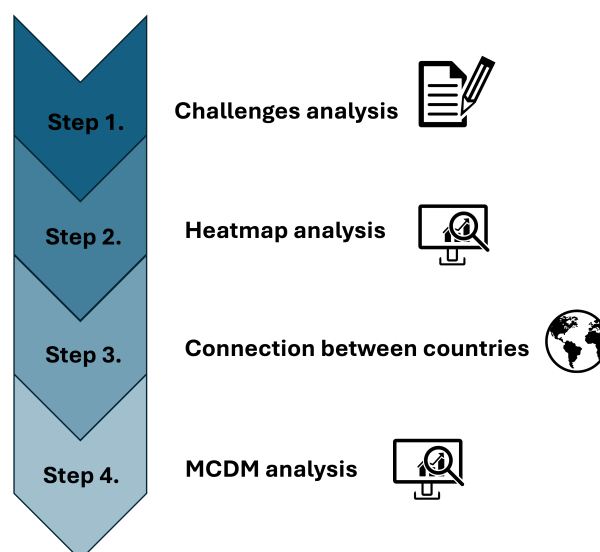 Step 1.
Challenges analysis
Step 2.
Heatmap analysis
Step 3.
Connection between countries
Step 4.
MCDM analysis